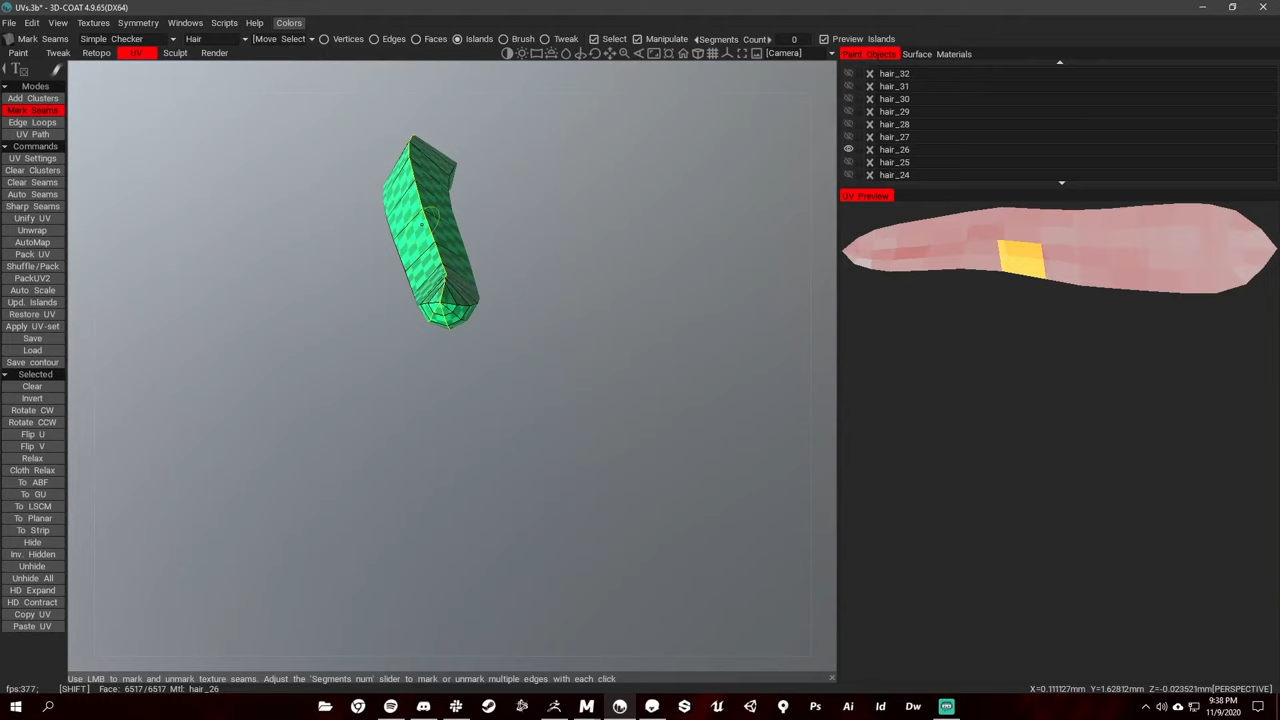 UVs.3b* - 3D-COAT 4.9.65(DX64)
File Edit View Textures Symmetry Windows Scripts Help Colors
Mark Seams Simple Checker Hair [Move Select Vertices Edges Faces Islands Brush Tweak Segments Count 0 Preview Islands
Select Manipulate
Paint Tweak Retopo UV Sculpt Render [Camera]
Paint Objects Surface Materials
hair_32
hair_31
hair_30
hair_29
hair_28
hair_27
hair_26
hair_25
hair_24
UV Preview
Modes
Add Clusters
Mark Seams
Edge Loops
UV Path
Commands
UV Settings
Clear Clusters
Clear Seams
Auto Seams
Sharp Seams
Unify UV
Unwrap
AutoMap
Pack UV
Shuffle/Pack
PackUV2
Auto Scale
Upd. Islands
Restore UV
Apply UV-set
Save
Load
Save contour
Selected
Clear
Invert
Rotate CW
Rotate CCW
Flip U
Flip V
Relax
Cloth Relax
To ABF
To GU
To LSCM
To Planar
To Strip
Hide
Inv. Hidden
Unhide
Unhide All
HD Expand
HD Contract
Copy UV
Paste UV
Use LMB to mark and unmark texture seams. Adjust the 'Segments num' slider to mark or unmark multiple edges with each click
fps:377; [SHIFT] Face: 6517/6517 Mtl: hair_26 X=0.111127mm Y=1.62812mm Z=-0.023521mm[PERSPECTIVE]
Ps Ai Id Dw
9:38 PM
11/9/2020